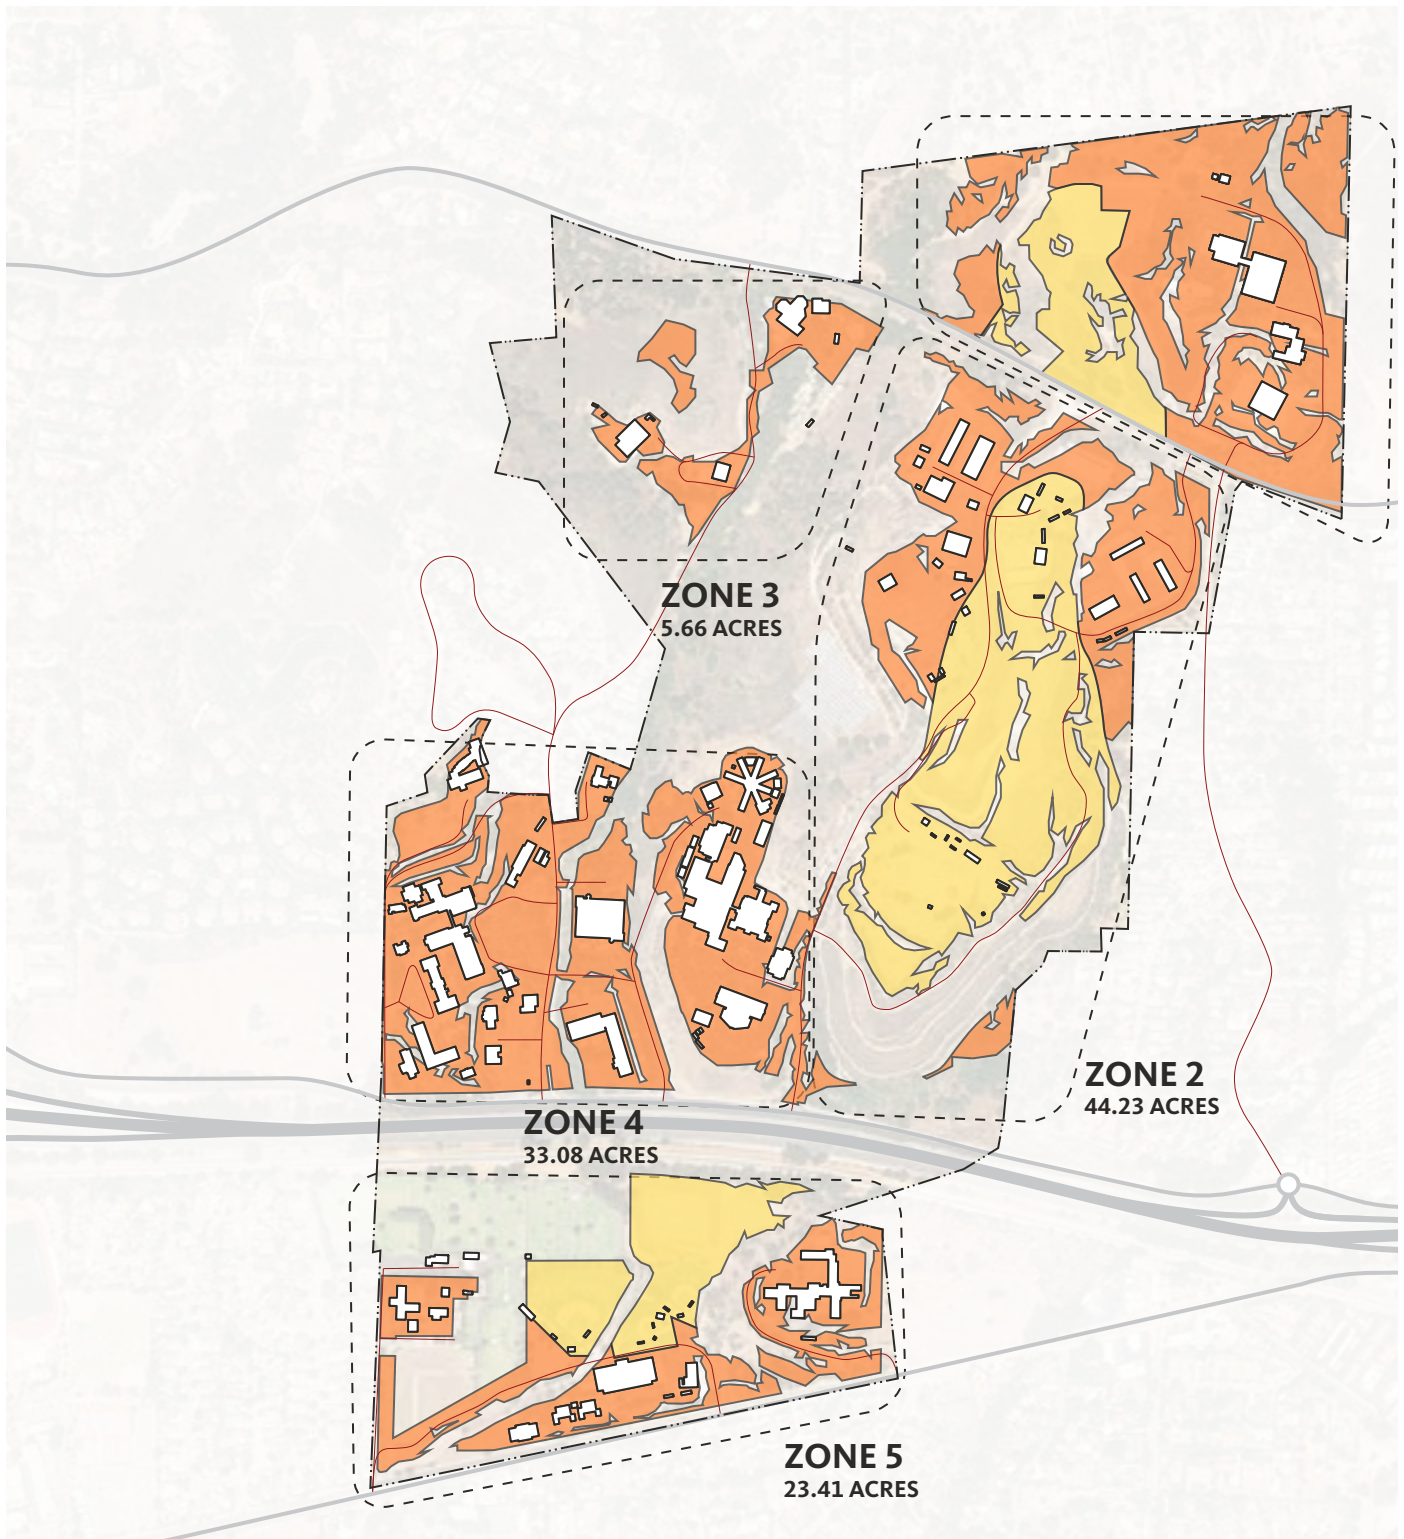 ZONE 3
5.66 ACRES
ZONE 2
44.23 ACRES
ZONE 4
33.08 ACRES
ZONE 5
23.41 ACRES